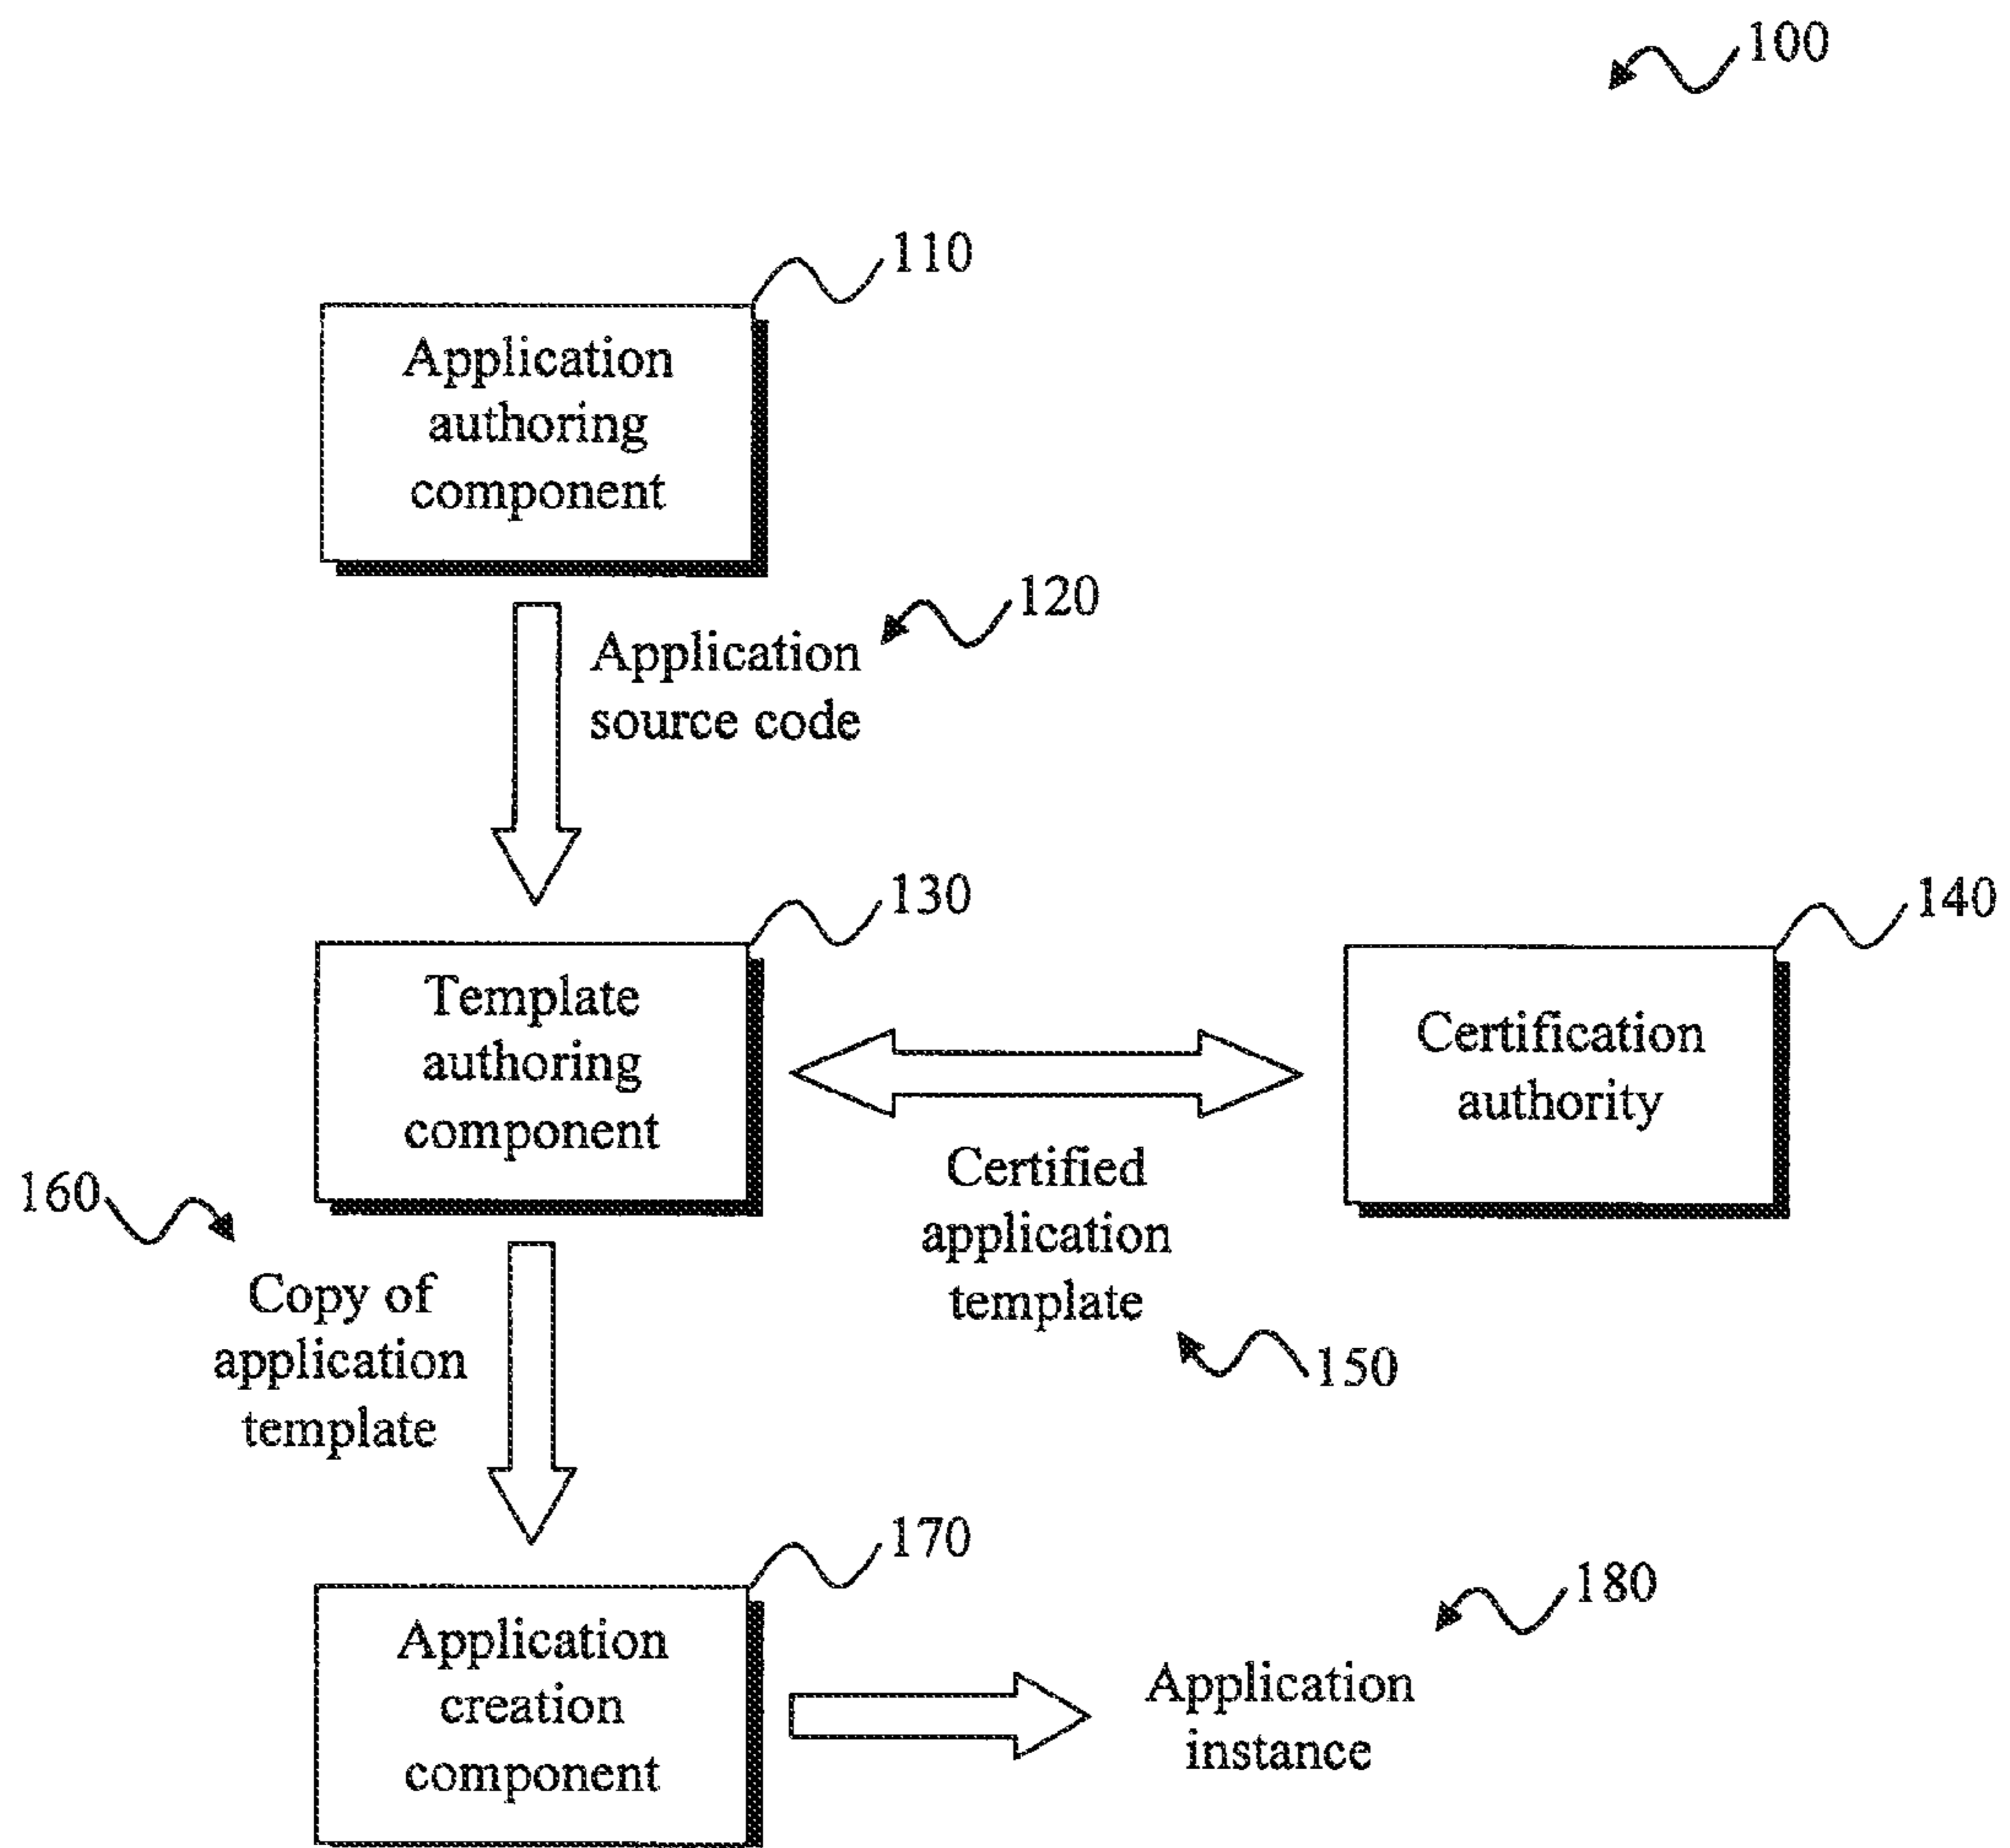 100
110
Application
authoring
component
120
Application
source code
130
Template
authoring
component
140
Certification
authority
Certified
application
template
150
160
Copy of
application
template
170
Application
creation
component
180
Application
instance